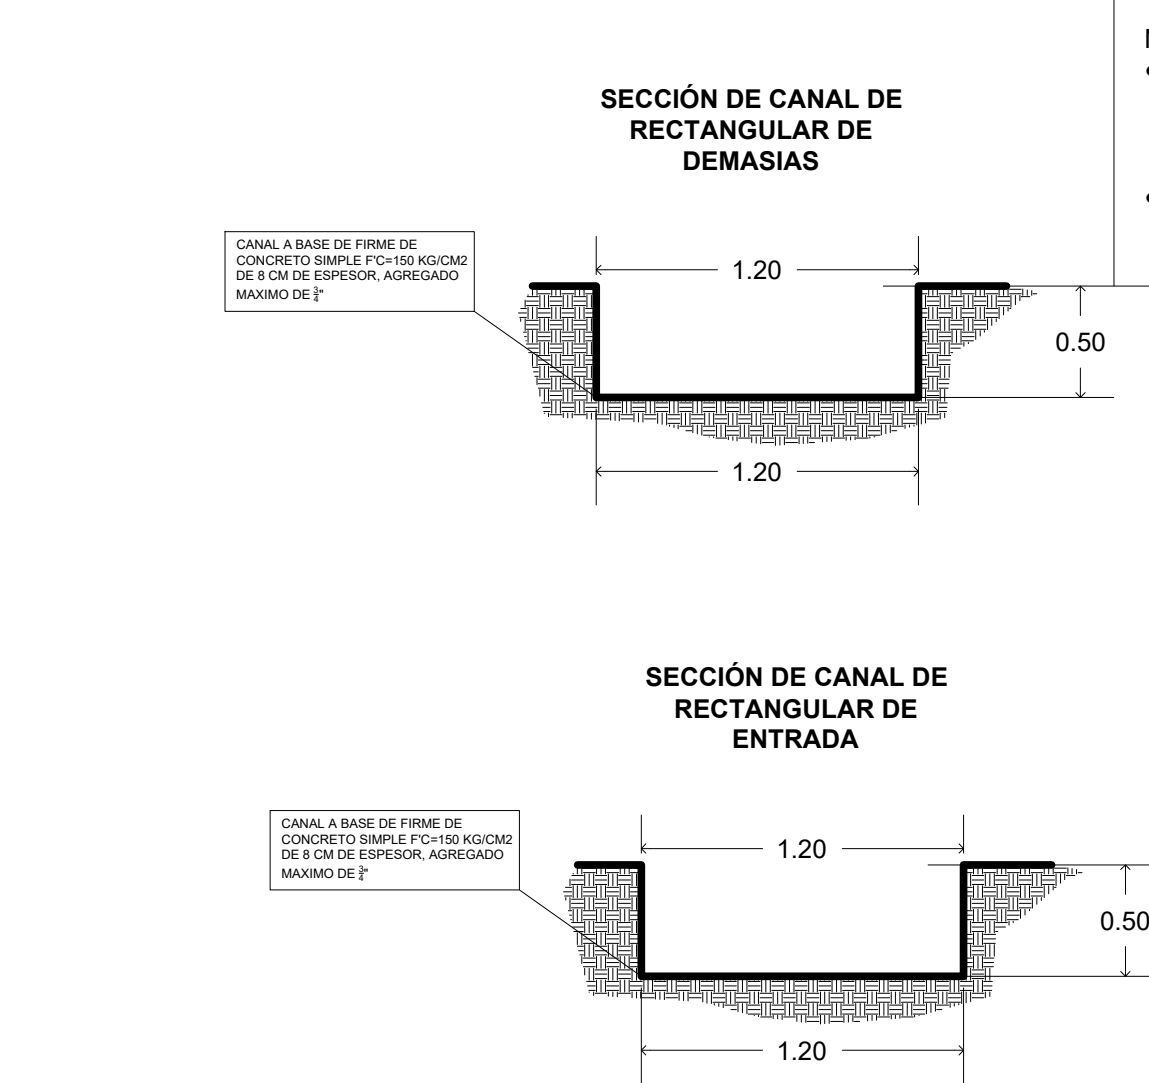 SECCIÓN DE CANAL DE
RECTANGULAR DE
DEMASIAS
CANAL A BASE DE FIRME DE
CONCRETO SIMPLE F'C=150 KG/CM2
DE 8 CM DE ESPESOR, AGREGADO
MAXIMO DE 3/4"
1.20
0.50
1.20
SECCIÓN DE CANAL DE
RECTANGULAR DE
ENTRADA
CANAL A BASE DE FIRME DE
CONCRETO SIMPLE F'C=150 KG/CM2
DE 8 CM DE ESPESOR, AGREGADO
MAXIMO DE 3/4"
1.20
0.50
1.20